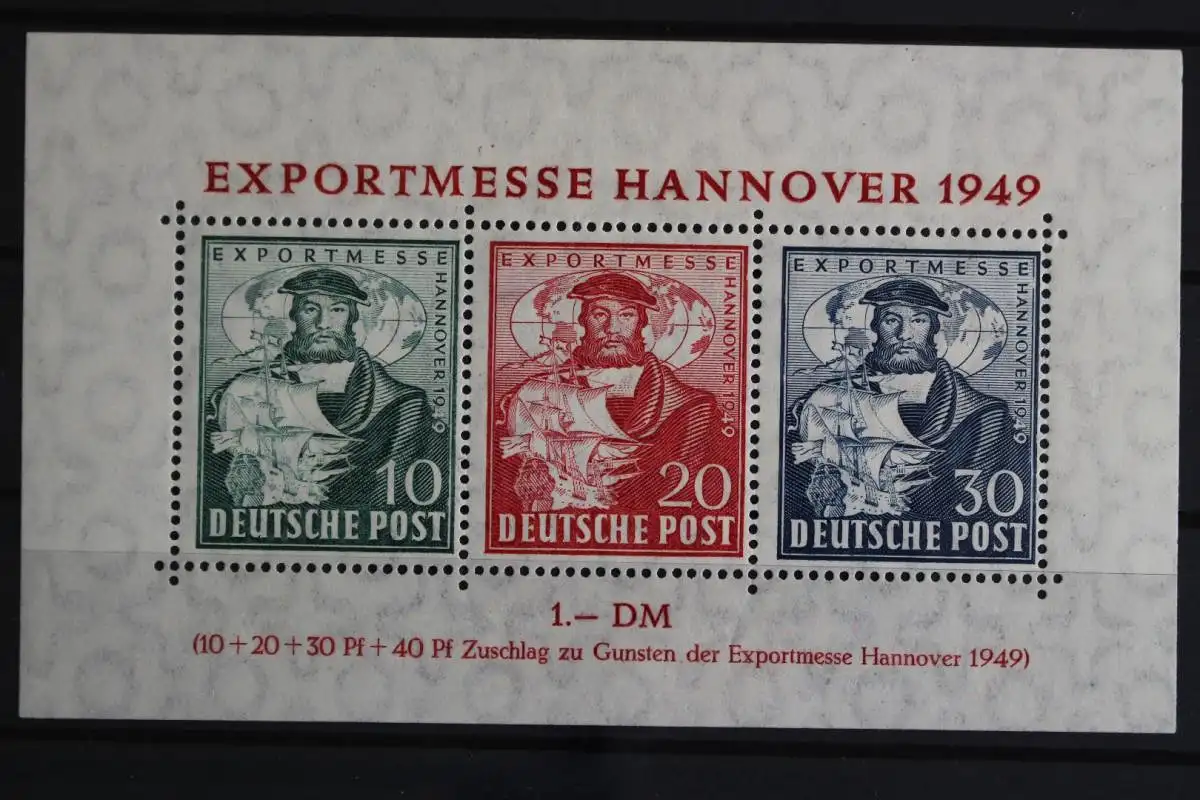 EXPORTMESSE HANNOVER 1949
EXPORTMESSE
HANNOVER 1949
10
DEUTSCHE POST
EXPORTMESSE
HANNOVER 1949
20
DEUTSCHE POST
EXPORTMESSE
HANNOVER 1949
30
DEUTSCHE POST
1.— DM
(10+20+30 Pf+40 Pf Zuschlag zu Gunsten der Exportmesse Hannover 1949)